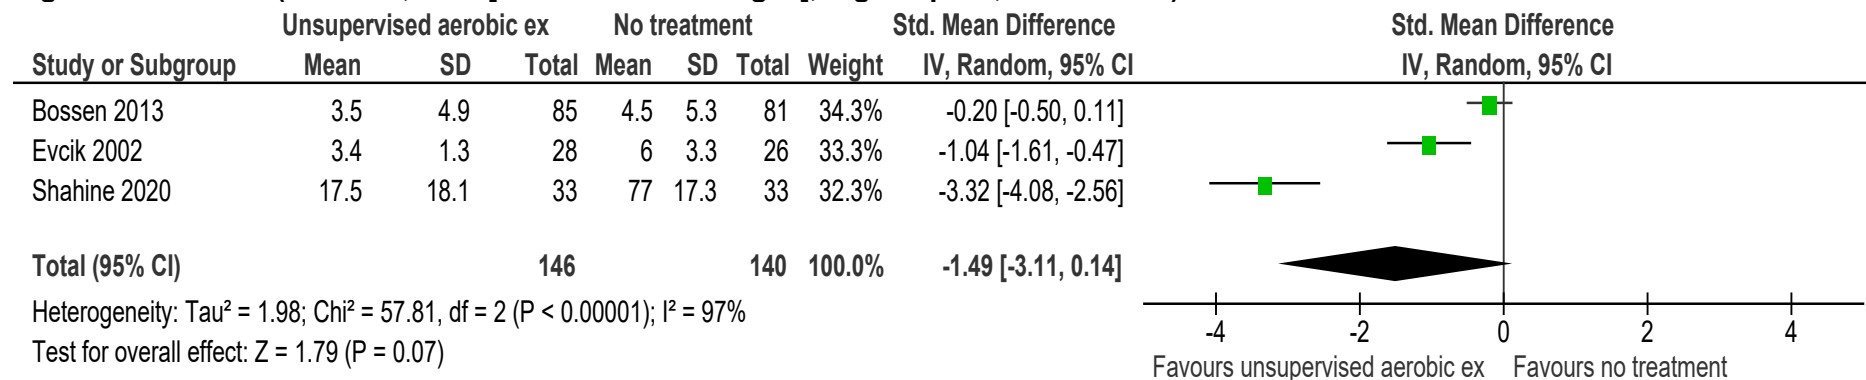 Unsupervised aerobic ex No treatment Std. Mean Difference Std. Mean Difference
Study or Subgroup Mean SD Total Mean SD Total Weight IV, Random, 95% CI IV, Random, 95% CI
Bossen 2013 3.5 4.9 85 4.5 5.3 81 34.3% -0.20 [-0.50, 0.11]
Evcik 2002 3.4 1.3 28 6 3.3 26 33.3% -1.04 [-1.61, -0.47]
Shahine 2020 17.5 18.1 33 77 17.3 33 32.3% -3.32 [-4.08, -2.56]
Total (95% CI) 146 140 100.0% -1.49 [-3.11, 0.14]
Heterogeneity: Tau² = 1.98; Chi² = 57.81, df = 2 (P < 0.00001); I² = 97%
Test for overall effect: Z = 1.79 (P = 0.07)
-4 -2 0 2 4
Favours unsupervised aerobic ex Favours no treatment